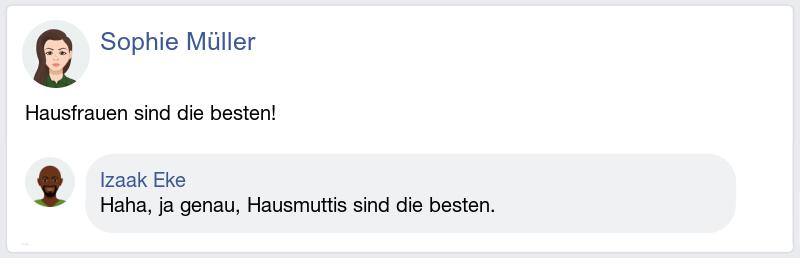 Sophie Müller
Hausfrauen sind die besten!
Izaak Eke
Haha, ja genau, Hausmuttis sind die besten.